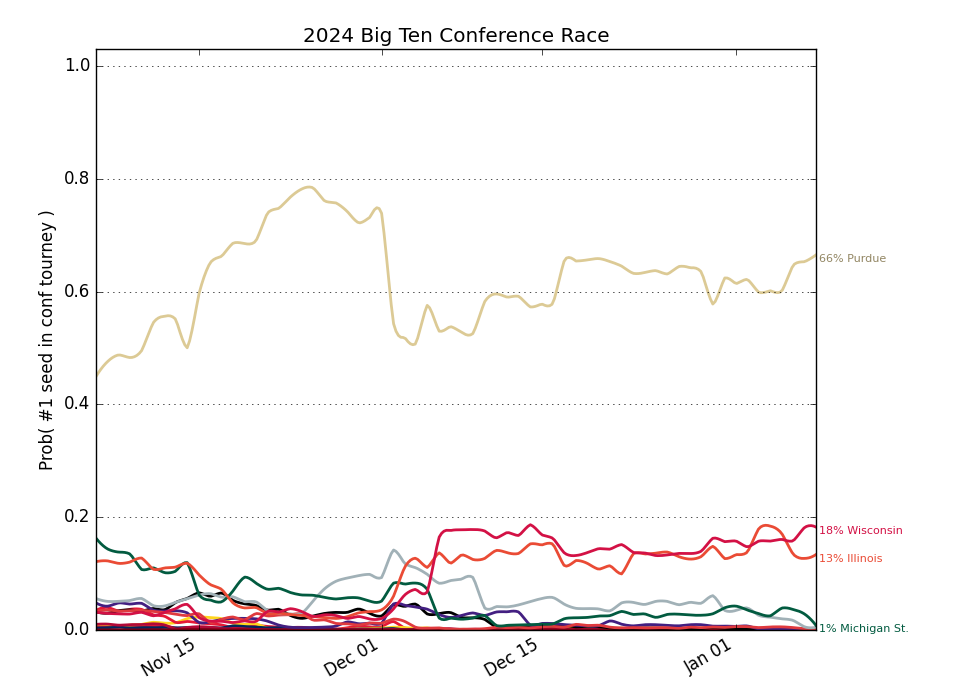 2024 Big Ten Conference Race
Prob( #1 seed in conf tourney )
1.0
0.8
0.6
0.4
0.2
0.0
Nov 15
Dec 01
Dec 15
Jan 01
66% Purdue
18% Wisconsin
13% Illinois
1% Michigan St.